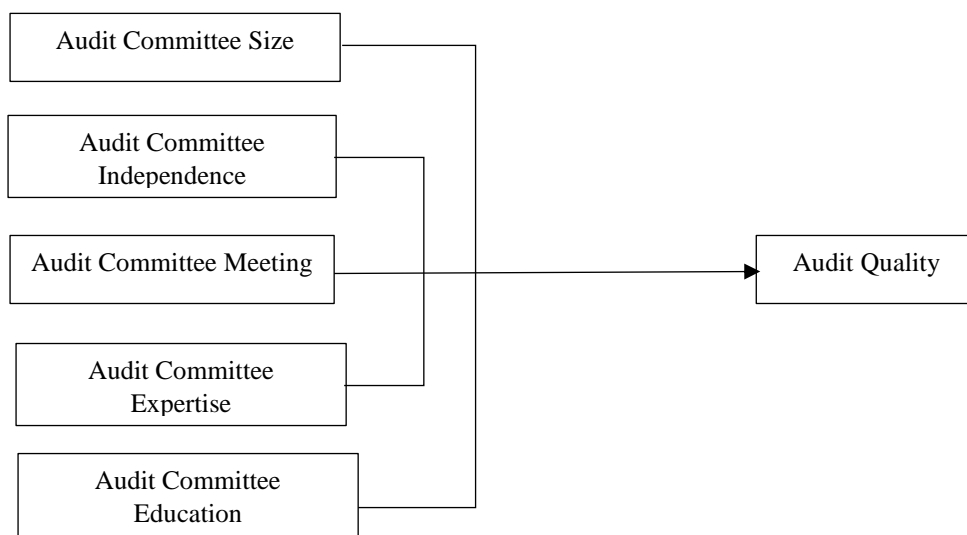 Audit Committee Size
Audit Committee
Independence
Audit Committee Meeting
Audit Quality
Audit Committee
Expertise
Audit Committee
Education